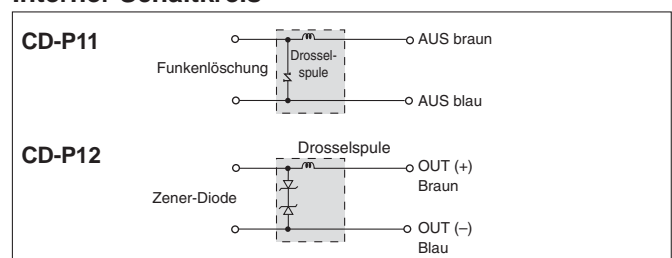 Interner Schaltkreis
CD-P11
AUS braun
Drossel-
spule
Funkenlöschung
AUS blau
CD-P12
Drosselspule
OUT (+)
Braun
Zener-Diode
OUT (–)
Blau